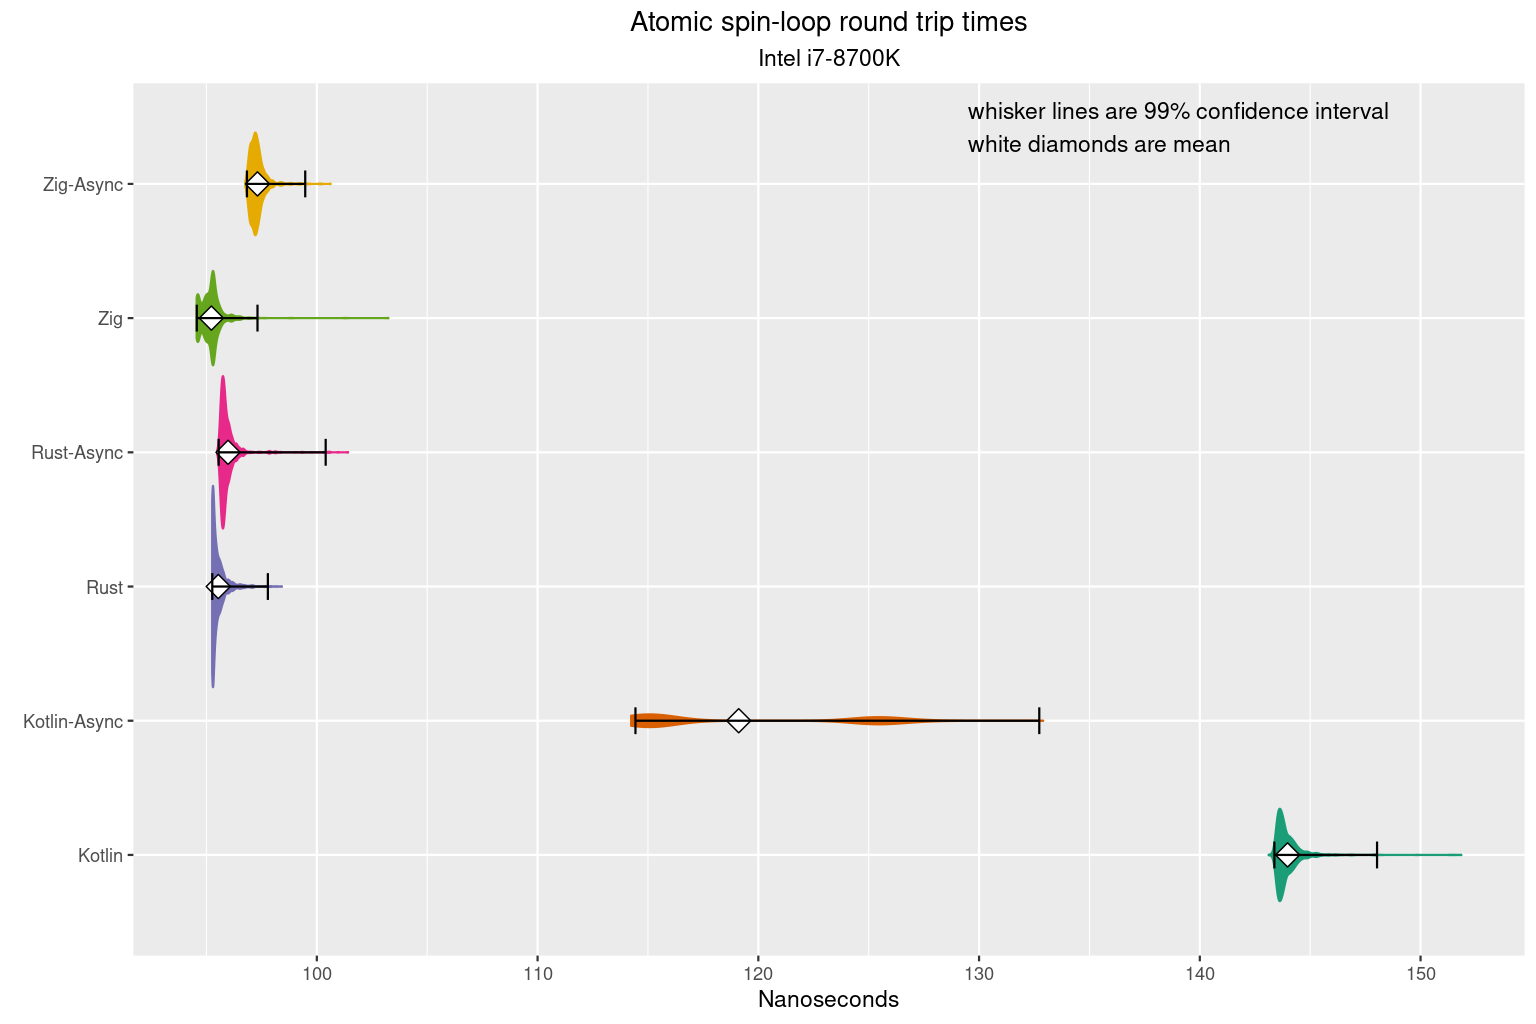 Atomic spin-loop round trip times
Intel i7-8700K
whisker lines are 99% confidence interval
white diamonds are mean
Zig-Async
Zig
Rust-Async
Rust
Kotlin-Async
Kotlin
100 110 120 130 140 150
Nanoseconds